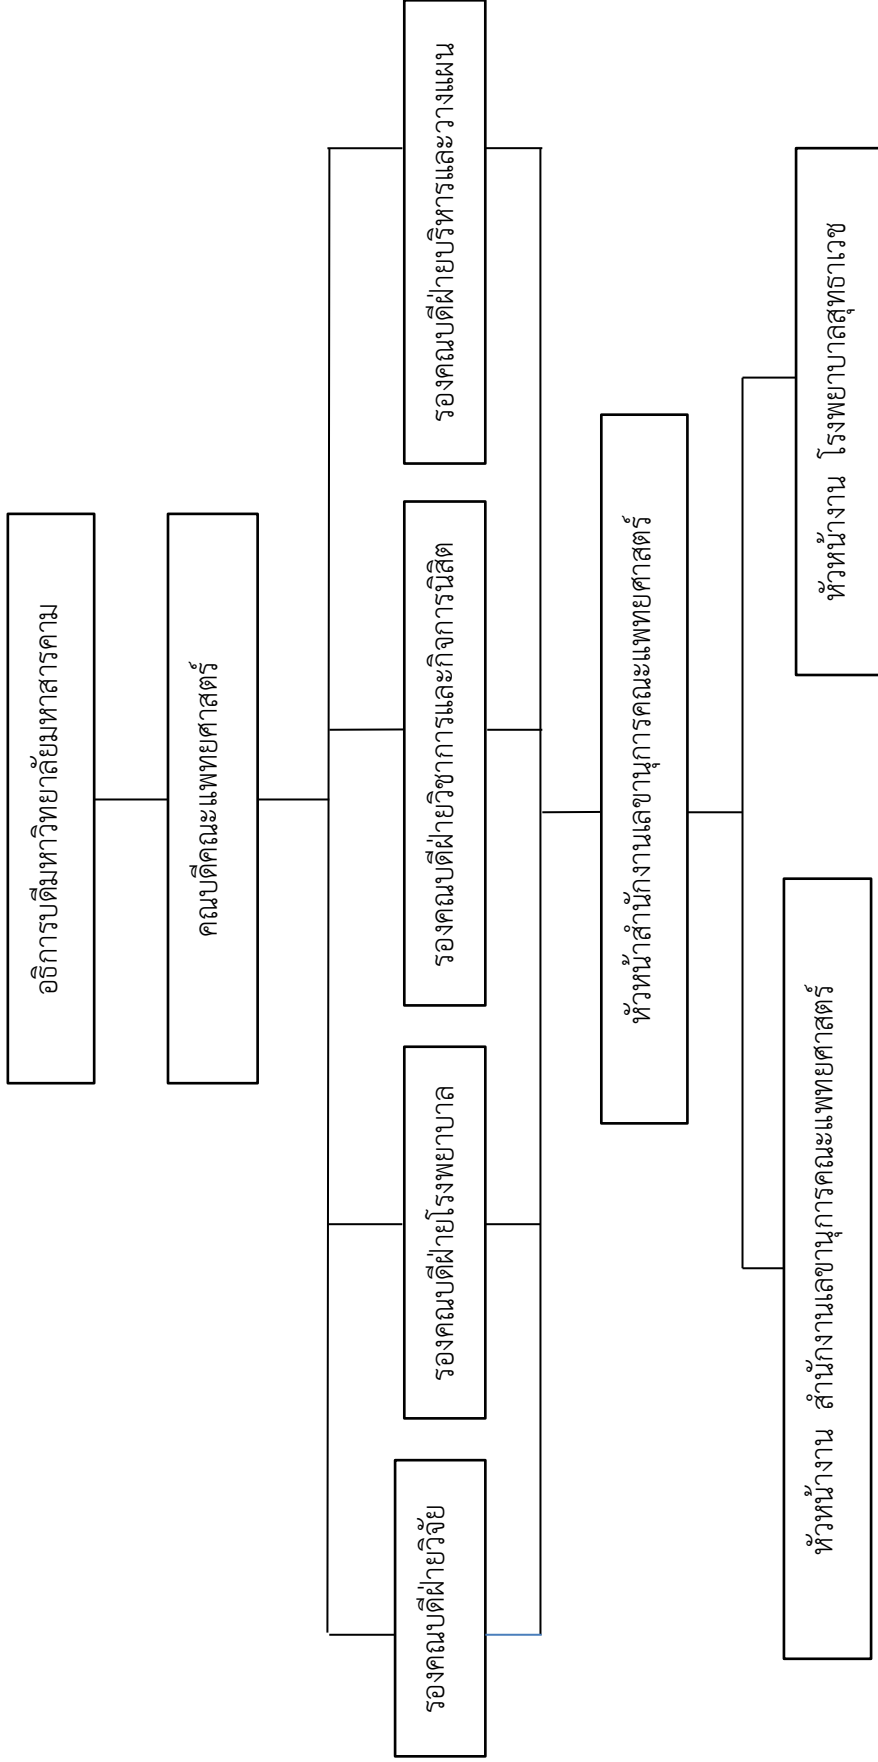 อธิการบดีมหาวิทยาลัยมหาสารคาม
คณบดีคณะแพทยศาสตร์
รองคณบดีฝ่ายวิจัย
รองคณบดีฝ่ายโรงพยาบาล
รองคณบดีฝ่ายวิชาการและกิจการนิสิต
รองคณบดีฝ่ายบริหารและวางแผน
หัวหน้าสำนักงานเลขานุการคณะแพทยศาสตร์
หัวหน้างาน สำนักงานเลขานุการคณะแพทยศาสตร์
หัวหน้างาน โรงพยาบาลสุทธาเวช